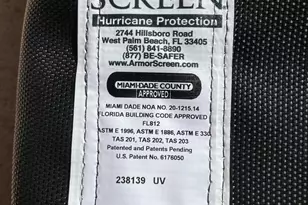 SCREEN
Hurricane Protection
2744 Hillsboro Road
West Palm Beach, FL 33405
(561) 841-8890
(877) BE-SAFER
www.ArmorScreen.com
MIAMI-DADE COUNTY
APPROVED
MIAMI DADE NOA NO. 20-1215.14
FLORIDA BUILDING CODE APPROVED
FL812
ASTM E 1996, ASTM E 1886, ASTM E 330
TAS 201, TAS 202, TAS 203
Patented and Patents Pending
U.S. Patent No. 6176050
238139 UV